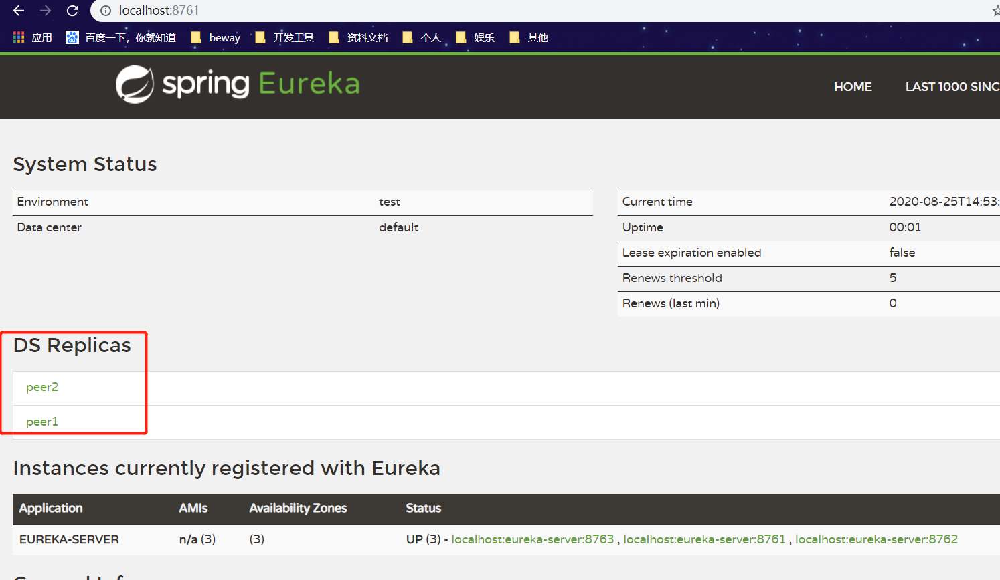 localhost:8761
应用 百度一下，你就知道 beway 开发工具 资料文档 个人 娱乐 其他
spring Eureka HOME LAST 1000 SINC
System Status
Environment test
Data center default
Current time 2020-08-25T14:53:
Uptime 00:01
Lease expiration enabled false
Renews threshold 5
Renews (last min) 0
DS Replicas
peer2
peer1
Instances currently registered with Eureka
Application AMIs Availability Zones Status
EUREKA-SERVER n/a (3) (3) UP (3) - localhost:eureka-server:8763 , localhost:eureka-server:8761 , localhost:eureka-server:8762